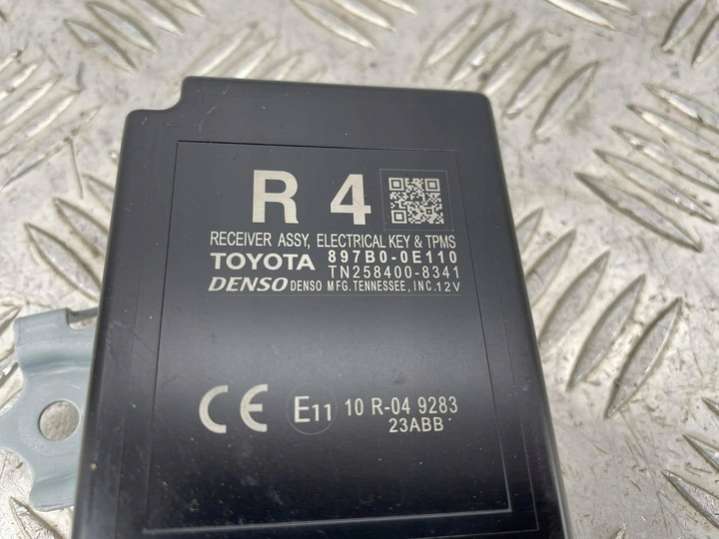 R 4
RECEIVER ASSY, ELECTRICAL KEY & TPMS
TOYOTA 897B0-0E110
TN258400-8341
DENSO DENSO MFG. TENNESSEE, INC. 12V
CE E11 10 R-04 9283
23ABB